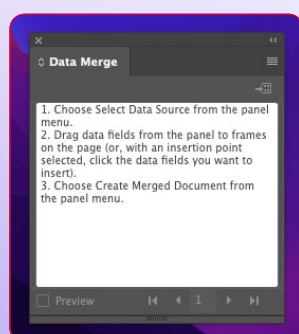 Data Merge
1. Choose Select Data Source from the panel
menu.
2. Drag data fields from the panel to frames
on the page (or, with an insertion point
selected, click the data fields you want to
insert).
3. Choose Create Merged Document from
the panel menu.
Preview
1